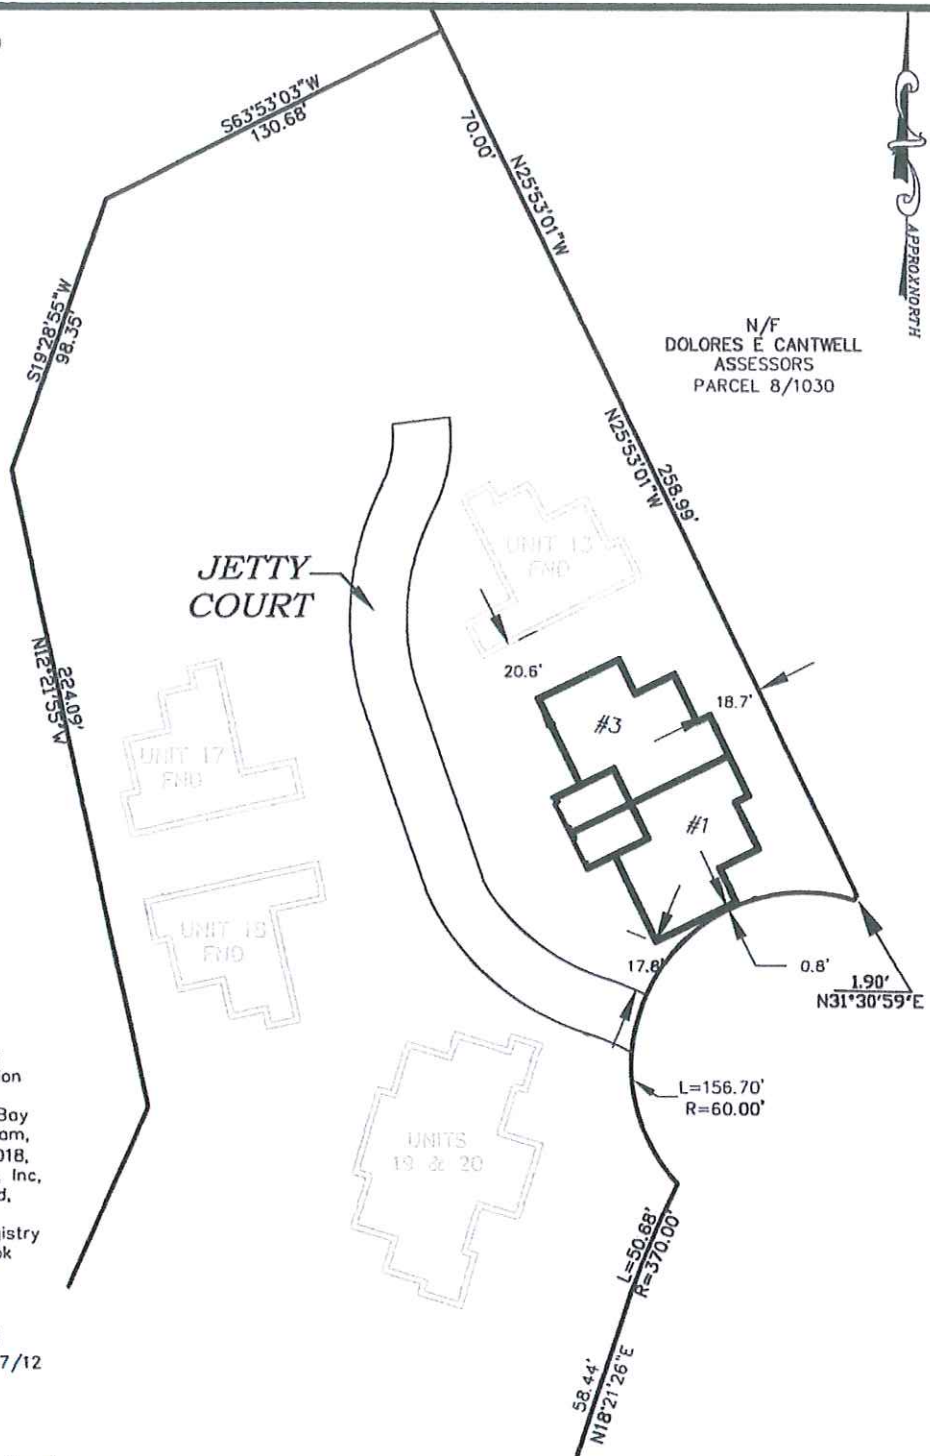 S63°53'03"W
130.68'
70.00'
N25°53'01"W
APPROXNORTH
S19°28'55"W
98.35'
N/F
DOLORES E CANTWELL
ASSESSORS
PARCEL 8/1030
N25°53'01"W
258.99'
UNIT 13
FND
JETTY
COURT
20.6'
18.7'
#3
N12°21'55"W
224.09'
UNIT 17
FND
#1
UNIT 18
FND
17.8'
0.8'
1.90'
N31°30'59"E
L=156.70'
R=60.00'
UNITS
19 & 20
on
Bay
am,
018,
Inc,
d,
istry
ok
L=50.68'
R=370.00'
7/12
58.44'
N18°21'26"E